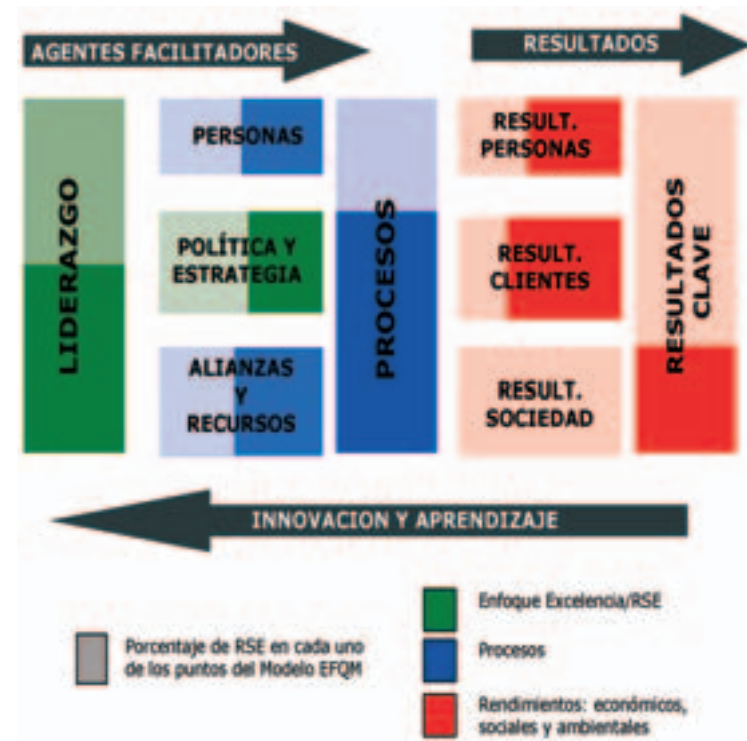 AGENTES FACILITADORES
RESULTADOS
LIDERAZGO
PERSONAS
POLÍTICA Y
ESTRATEGIA
ALIANZAS
Y
RECURSOS
PROCESOS
RESULT.
PERSONAS
RESULT.
CLIENTES
RESULT.
SOCIEDAD
RESULTADOS
CLAVE
INNOVACION Y APRENDIZAJE
Porcentaje de RSE en cada uno
de los puntos del Modelo EFQM
Enfoque Excelencia/RSE
Procesos
Rendimientos: económicos,
sociales y ambientales